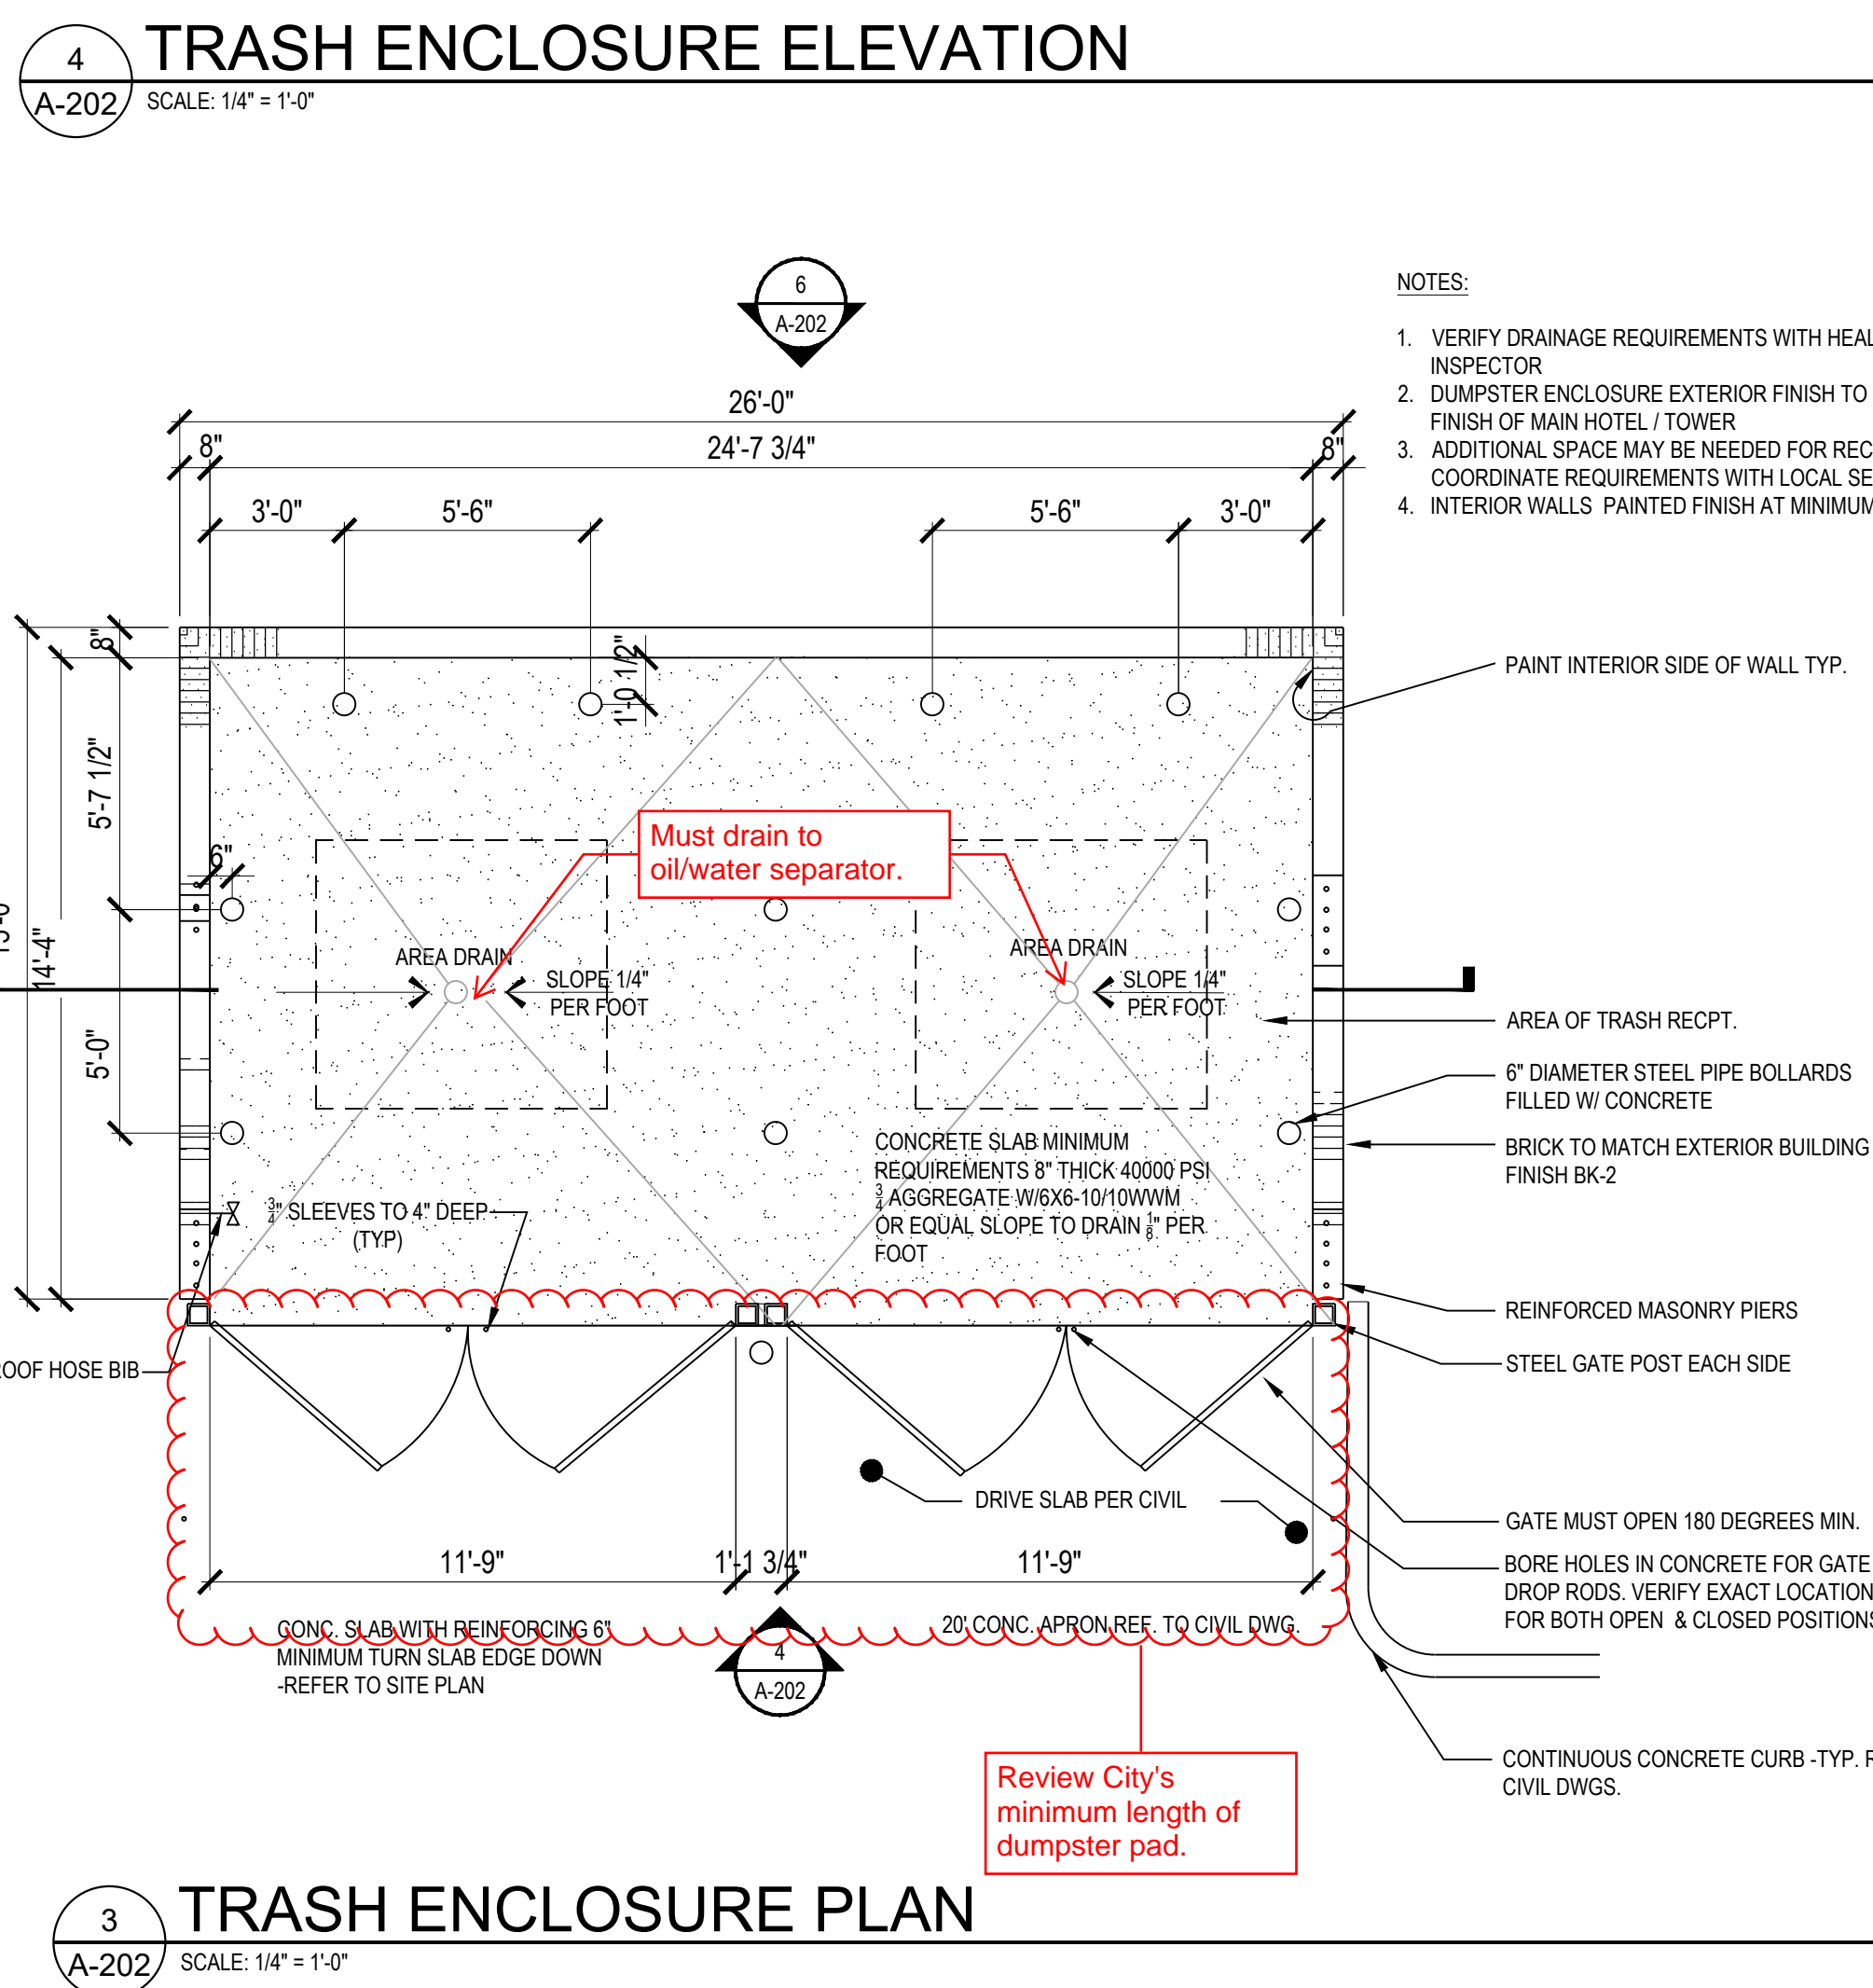 4
A-202
TRASH ENCLOSURE ELEVATION
SCALE: 1/4" = 1'-0"
6
A-202
NOTES:
1. VERIFY DRAINAGE REQUIREMENTS WITH
INSPECTOR
2. DUMPSTER ENCLOSURE EXTERIOR FINISH TO
FINISH OF MAIN HOTEL / TOWER
3. ADDITIONAL SPACE MAY BE NEEDED FOR
COORDINATE REQUIREMENTS WITH LOCAL
4. INTERIOR WALLS PAINTED FINISH AT MINIMUM
26'-0"
8"
24'-7 3/4"
8"
3'-0"
5'-6"
5'-6"
3'-0"
8"
1'-0 1/2"
PAINT INTERIOR SIDE OF WALL TYP.
5'-7 1/2"
Must drain to
oil/water separator.
6"
14'-4"
AREA DRAIN
SLOPE 1/4"
PER FOOT
AREA DRAIN
SLOPE 1/4"
PER FOOT
AREA OF TRASH RECPT.
5'-0"
6" DIAMETER STEEL PIPE BOLLARDS
FILLED W/ CONCRETE
BRICK TO MATCH EXTERIOR BUILDING
FINISH BK-2
CONCRETE SLAB MINIMUM
REQUIREMENTS 8" THICK 40000 PSI
3/4 AGGREGATE W/6X6-10/10WWM
OR EQUAL SLOPE TO DRAIN 1/8" PER
FOOT
3/4" SLEEVES TO 4" DEEP
(TYP)
REINFORCED MASONRY PIERS
STEEL GATE POST EACH SIDE
HOSE BIB
DRIVE SLAB PER CIVIL
GATE MUST OPEN 180 DEGREES MIN.
BORE HOLES IN CONCRETE FOR GATE
DROP RODS. VERIFY EXACT LOCATION
FOR BOTH OPEN & CLOSED POSITIONS
11'-9"
1'-1 3/4"
11'-9"
CONC. SLAB WITH REINFORCING 6"
MINIMUM TURN SLAB EDGE DOWN
-REFER TO SITE PLAN
20' CONC. APRON REF. TO CIVIL DWG.
4
A-202
CONTINUOUS CONCRETE CURB -TYP.
CIVIL DWGS.
Review City's
minimum length of
dumpster pad.
3
A-202
TRASH ENCLOSURE PLAN
SCALE: 1/4" = 1'-0"